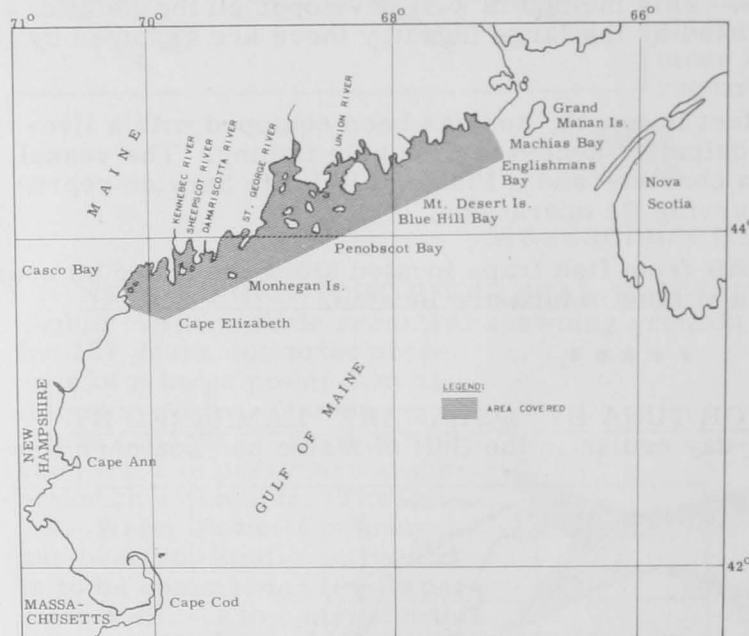 71°
70°
68°
66°
MAINE
KENNEBEC RIVER
SHEEPSCOT RIVER
DAMARISCOTTA RIVER
ST. GEORGE RIVER
UNION RIVER
Grand
Manan Is.
Machias Bay
Englishmans
Bay
Mt. Desert Is.
Blue Hill Bay
Nova
Scotia
44°
Penobscot Bay
Casco Bay
Monhegan Is.
Cape Elizabeth
LEGEND:
AREA COVERED
GULF OF MAINE
NEW
HAMPSHIRE
Cape Ann
42°
MASSA-
CHUSETTS
Cape Cod